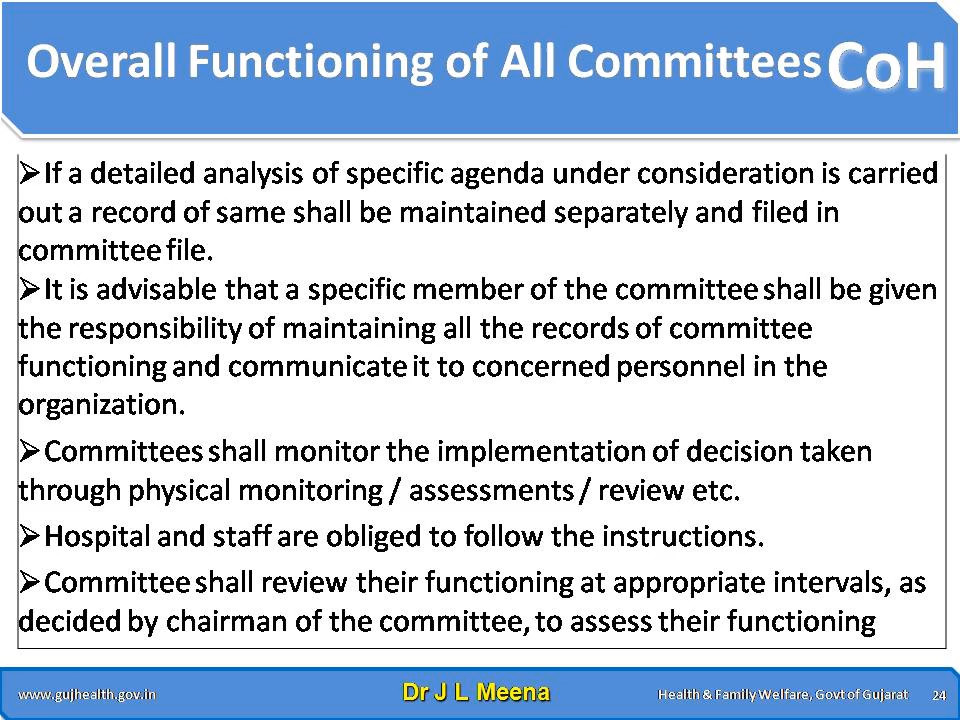 Overall Functioning of All Committees CoH
➢If a detailed analysis of specific agenda under consideration is carried
out a record of same shall be maintained separately and filed in
committee file.
➢It is advisable that a specific member of the committee shall be given
the responsibility of maintaining all the records of committee
functioning and communicate it to concerned personnel in the
organization.
➢Committees shall monitor the implementation of decision taken
through physical monitoring / assessments / review etc.
➢Hospital and staff are obliged to follow the instructions.
➢Committee shall review their functioning at appropriate intervals, as
decided by chairman of the committee, to assess their functioning
www.gujhealth.gov.in Dr J L Meena Health & Family Welfare, Govt of Gujarat 24